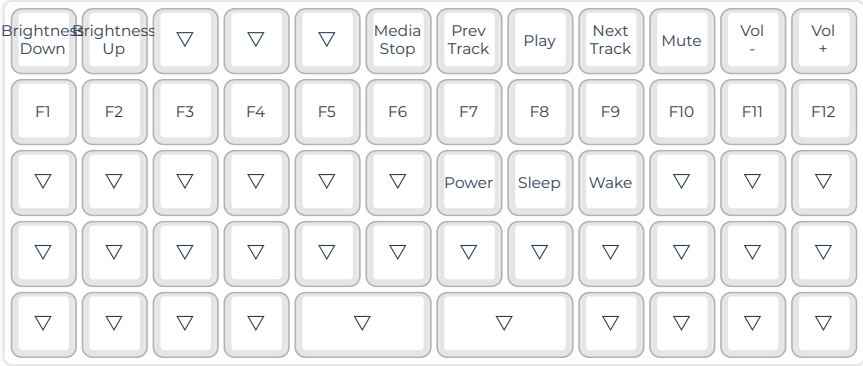 Brightness Brightness ▽ ▽ ▽ Media Prev Play Next Mute Vol Vol
Down Up Stop Track Track - +
F1 F2 F3 F4 F5 F6 F7 F8 F9 F10 F11 F12
▽ ▽ ▽ ▽ ▽ ▽ Power Sleep Wake ▽ ▽ ▽
▽ ▽ ▽ ▽ ▽ ▽ ▽ ▽ ▽ ▽ ▽ ▽
▽ ▽ ▽ ▽ ▽ ▽ ▽ ▽ ▽ ▽